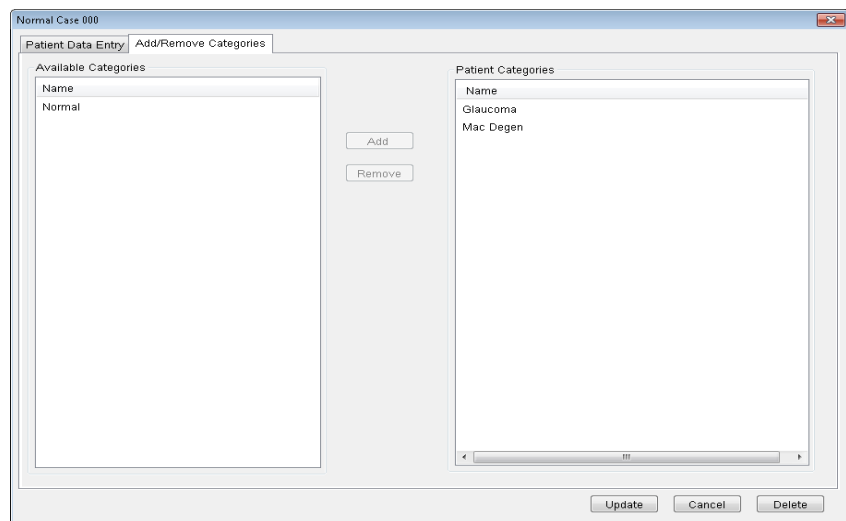 Normal Case 000
Patient Data Entry
Add/Remove Categories
Available Categories
Name
Normal
Add
Remove
Patient Categories
Name
Glaucoma
Mac Degen
Update
Cancel
Delete